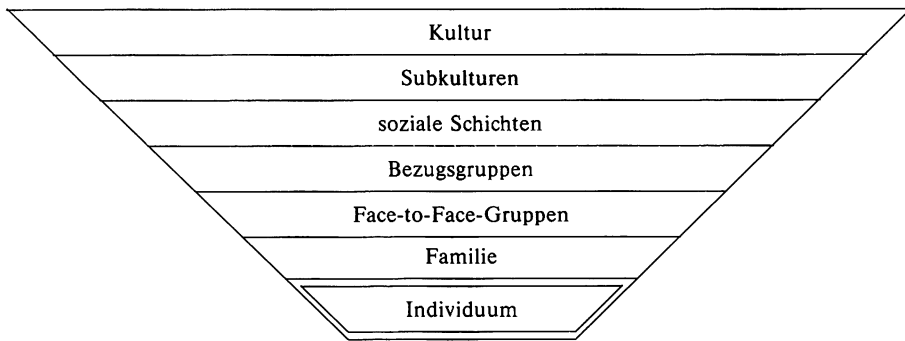 Kultur
Subkulturen
soziale Schichten
Bezugsgruppen
Face-to-Face-Gruppen
Familie
Individuum